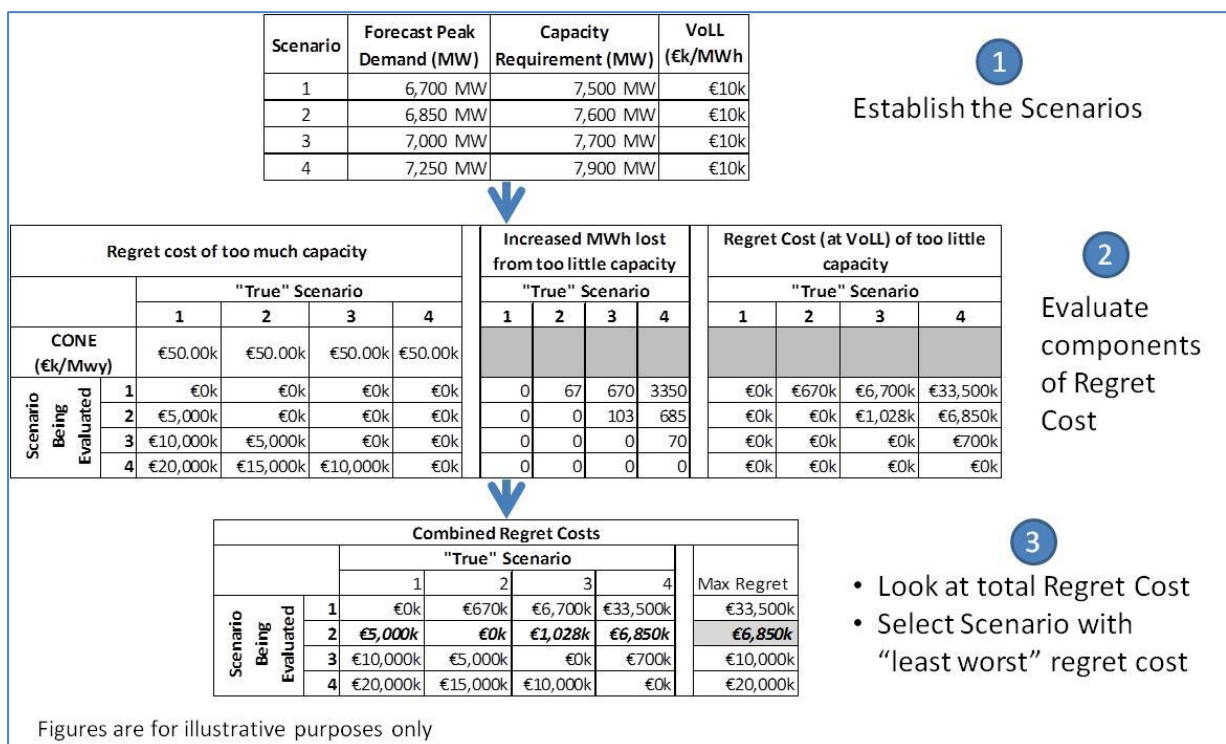 Scenario Forecast Peak Demand (MW) Capacity Requirement (MW) VoLL (€k/MWh
1 6,700 MW 7,500 MW €10k
2 6,850 MW 7,600 MW €10k
3 7,000 MW 7,700 MW €10k
4 7,250 MW 7,900 MW €10k
1
Establish the Scenarios
Regret cost of too much capacity
"True" Scenario
1 2 3 4
CONE (€k/Mwy) €50.00k €50.00k €50.00k €50.00k
Scenario Being Evaluated
1 €0k €0k €0k €0k
2 €5,000k €0k €0k €0k
3 €10,000k €5,000k €0k €0k
4 €20,000k €15,000k €10,000k €0k
Increased MWh lost
from too little capacity
"True" Scenario
1 2 3 4
0 67 670 3350
0 0 103 685
0 0 0 70
0 0 0 0
Regret Cost (at VoLL) of too little
capacity
"True" Scenario
1 2 3 4
€0k €670k €6,700k €33,500k
€0k €0k €1,028k €6,850k
€0k €0k €0k €700k
€0k €0k €0k €0k
2
Evaluate
components
of Regret
Cost
Combined Regret Costs
"True" Scenario
1 2 3 4 Max Regret
Scenario Being Evaluated
1 €0k €670k €6,700k €33,500k €33,500k
2 €5,000k €0k €1,028k €6,850k €6,850k
3 €10,000k €5,000k €0k €700k €10,000k
4 €20,000k €15,000k €10,000k €0k €20,000k
3
• Look at total Regret Cost
• Select Scenario with
“least worst” regret cost
Figures are for illustrative purposes only